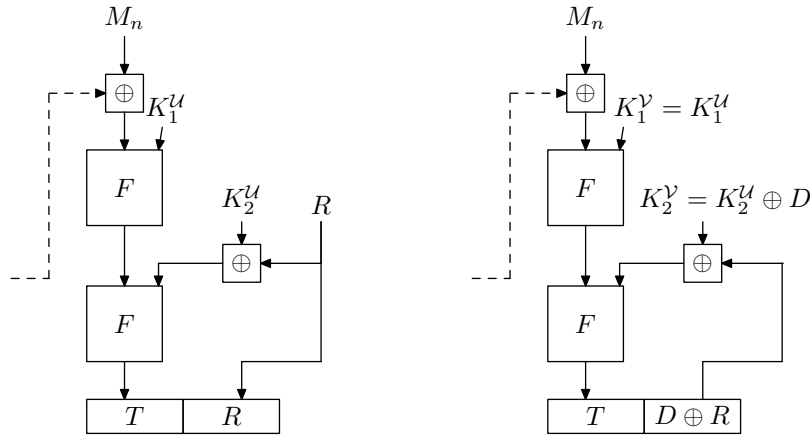 M_n M_n
⊕ ⊕
K_1^𝒰 K_1^𝒱 = K_1^𝒰
F F
K_2^𝒰 R K_2^𝒱 = K_2^𝒰 ⊕ D
⊕ ⊕
F F
T R T D ⊕ R